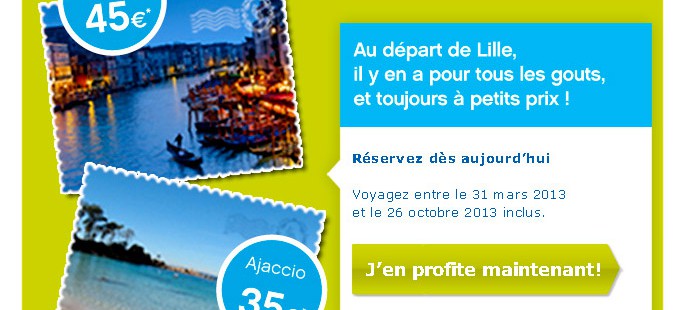 45€*
Au départ de Lille,
il y en a pour tous les gouts,
et toujours à petits prix !
Réservez dès aujourd'hui
Voyagez entre le 31 mars 2013
et le 26 octobre 2013 inclus.
J'en profite maintenant!
Ajaccio
35